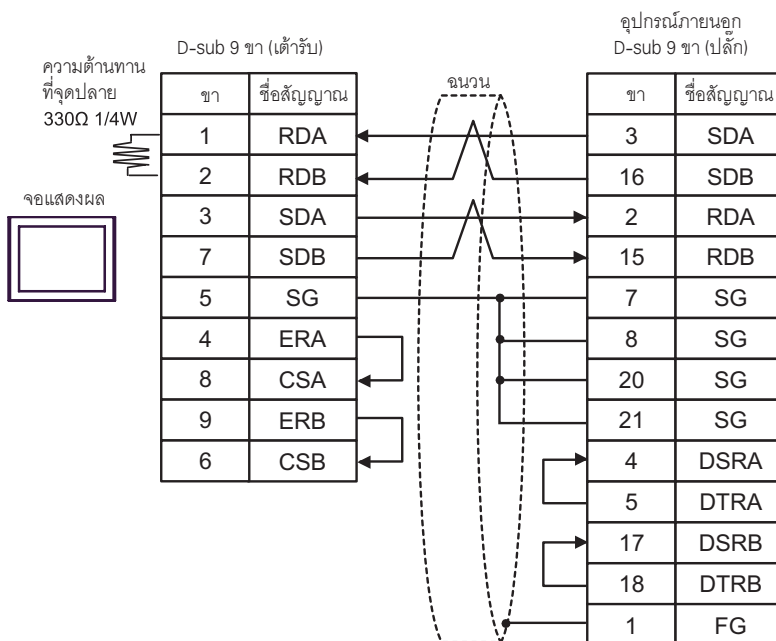 อุปกรณ์ภายนอก
D-sub 9 ขา (เต้ารับ)
D-sub 9 ขา (ปลั๊ก)
ความต้านทาน
ที่จุดปลาย
330Ω 1/4W
ฉนวน
จอแสดงผล
ขา ชื่อสัญญาณ
1 RDA
2 RDB
3 SDA
7 SDB
5 SG
4 ERA
8 CSA
9 ERB
6 CSB
ขา ชื่อสัญญาณ
3 SDA
16 SDB
2 RDA
15 RDB
7 SG
8 SG
20 SG
21 SG
4 DSRA
5 DTRA
17 DSRB
18 DTRB
1 FG